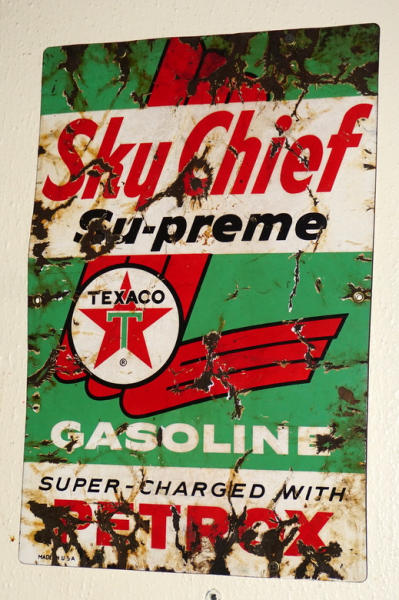 Sky Chief
Su-preme
TEXACO
T
®
GASOLINE
SUPER-CHARGED WITH
PETROX
MADE IN U.S.A